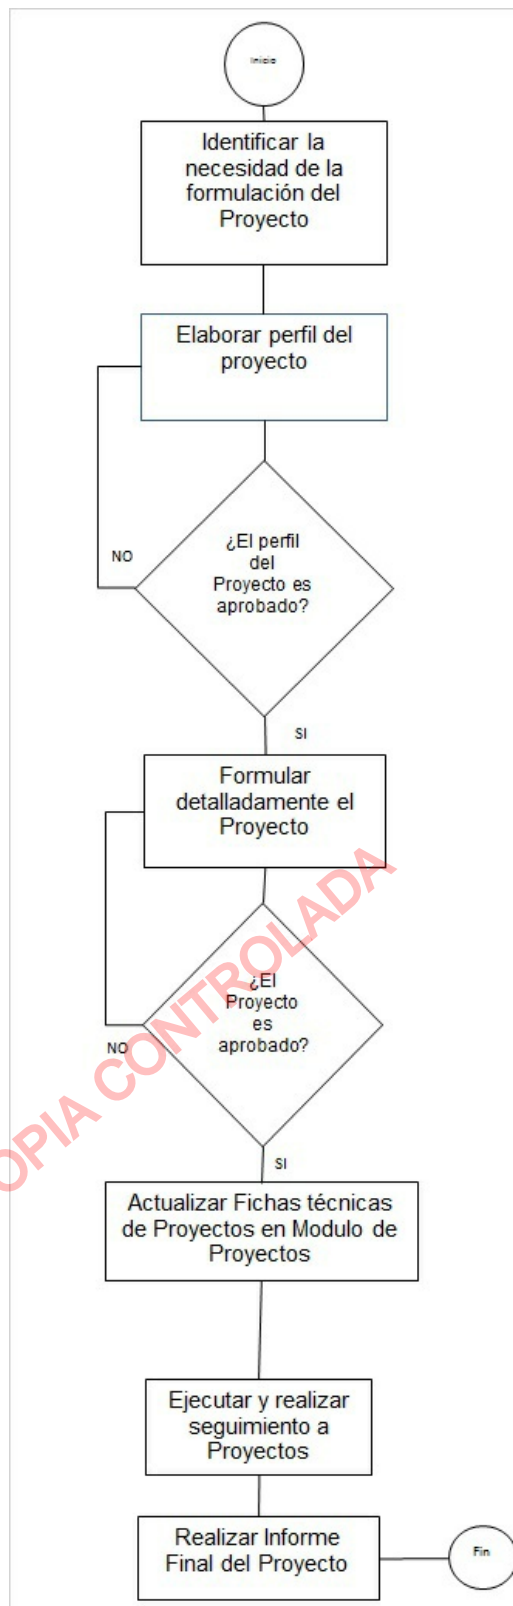 Inicio
Identificar la
necesidad de la
formulación del
Proyecto
Elaborar perfil del
proyecto
¿El perfil
del
Proyecto es
aprobado?
NO
SI
Formular
detalladamente el
Proyecto
¿El
Proyecto
es
aprobado?
NO
SI
Actualizar Fichas técnicas
de Proyectos en Modulo de
Proyectos
Ejecutar y realizar
seguimiento a
Proyectos
Realizar Informe
Final del Proyecto
Fin
OPIA CONTROLADA